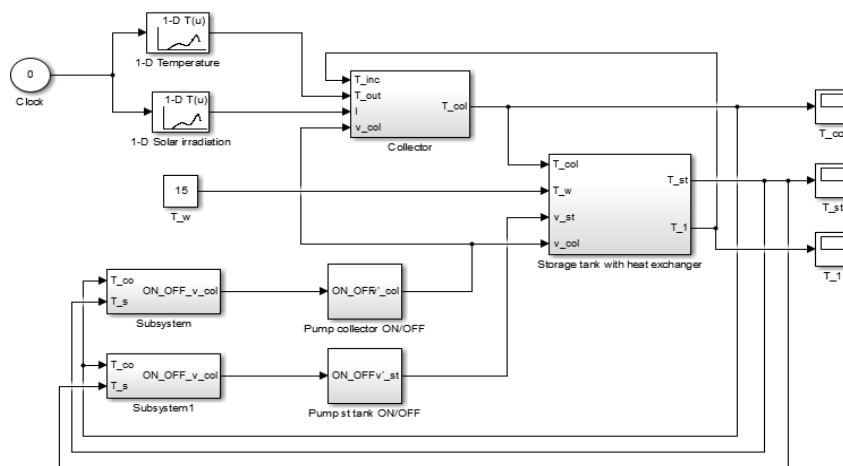 1-D T(u)
1-D Temperature
0
Clock
1-D T(u)
1-D Solar irradiation
T_inc
T_out
I
v_col
T_col
Collector
T_co
15
T_w
T_col
T_w
v_st
v_col
T_st
T_1
Storage tank with heat exchanger
T_st
T_1
T_co
T_s
ON_OFF_v_col
Subsystem
ON_OFF v'_col
Pump collector ON/OFF
T_co
T_s
ON_OFF_v_col
Subsystem1
ON_OFF v'_st
Pump st tank ON/OFF